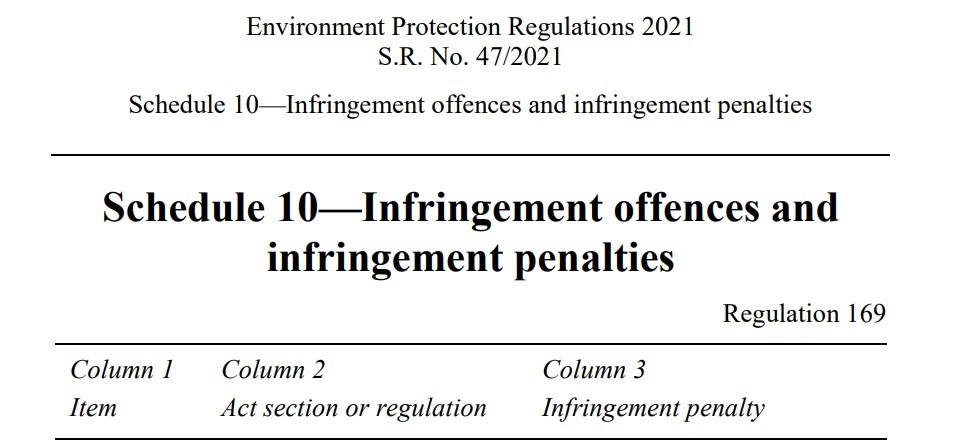 Environment Protection Regulations 2021
S.R. No. 47/2021
Schedule 10—Infringement offences and infringement penalties
Schedule 10—Infringement offences and
infringement penalties
Regulation 169
Column 1 Column 2 Column 3
Item Act section or regulation Infringement penalty